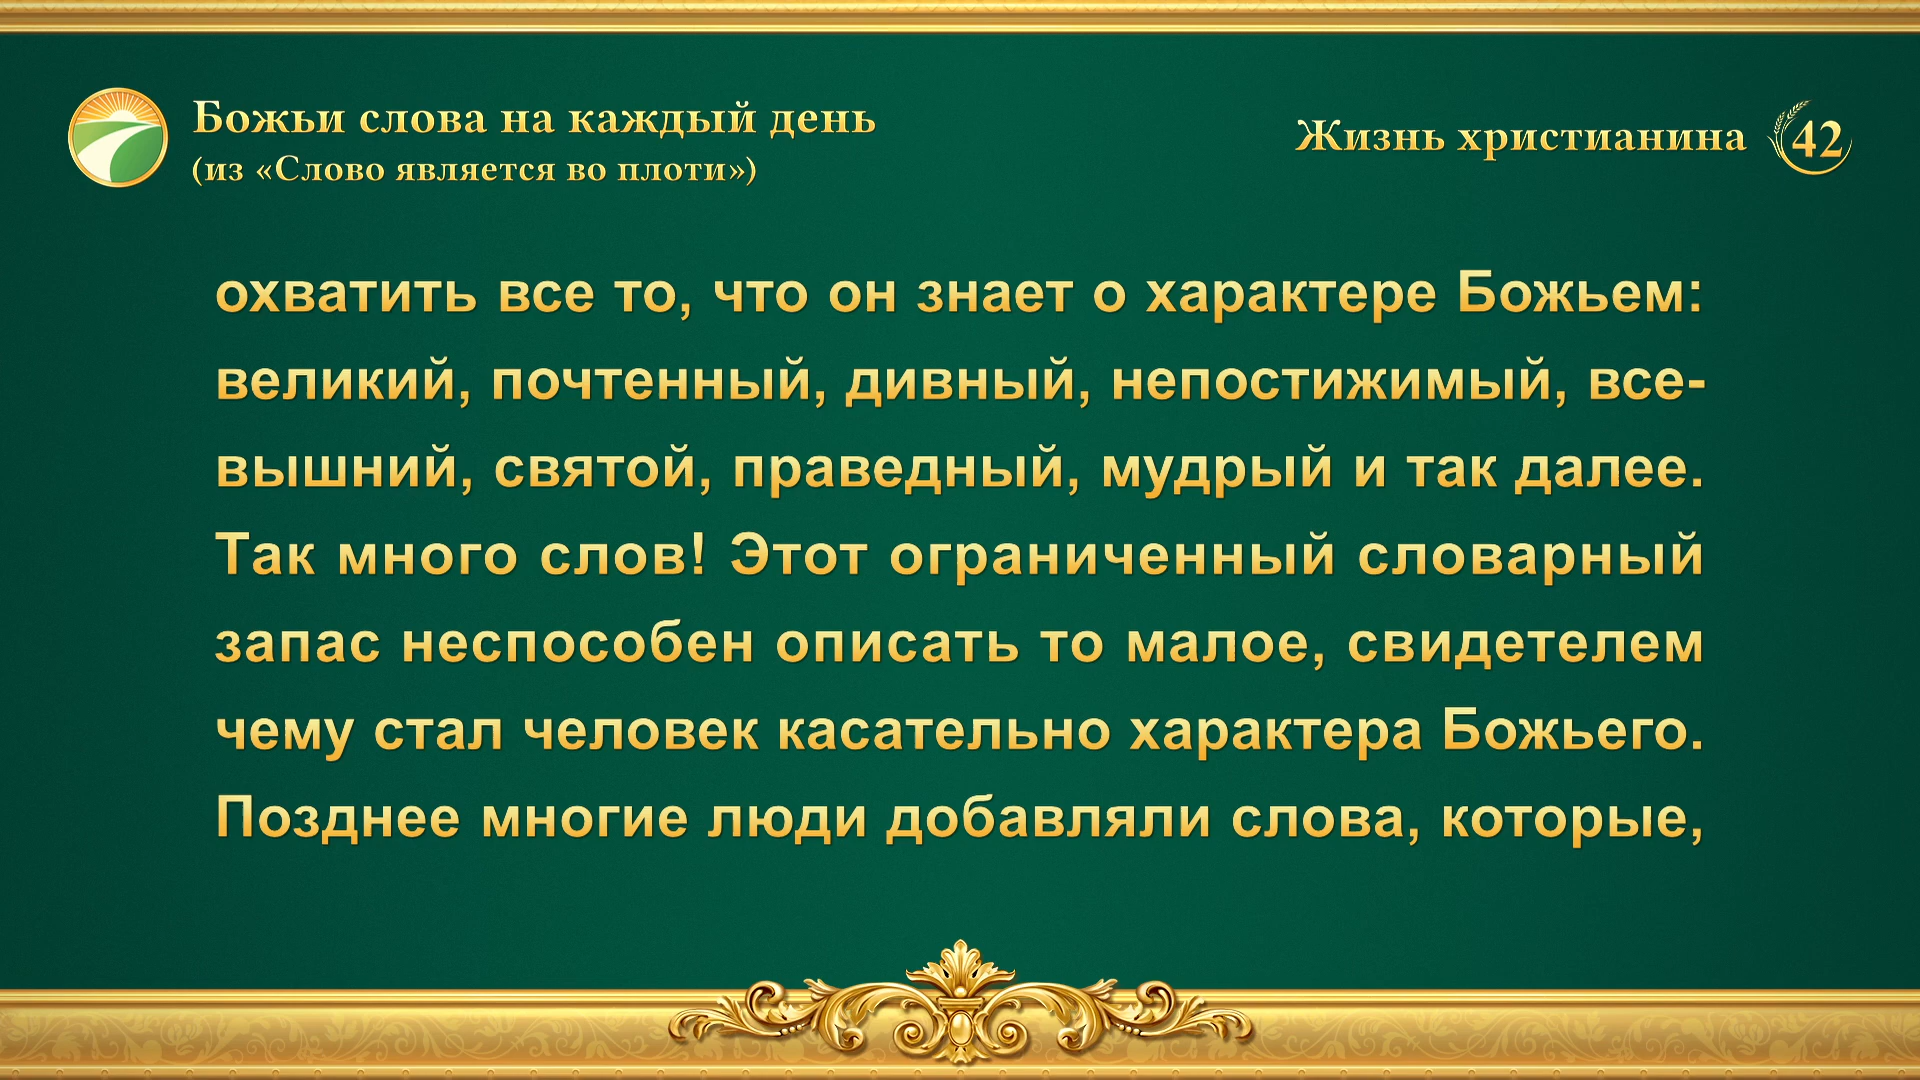 Божьи слова на каждый день
(из «Слово является во плоти»)
Жизнь христианина 42
охватить все то, что он знает о характере Божьем:
великий, почтенный, дивный, непостижимый, все-
вышний, святой, праведный, мудрый и так далее.
Так много слов! Этот ограниченный словарный
запас неспособен описать то малое, свидетелем
чему стал человек касательно характера Божьего.
Позднее многие люди добавляли слова, которые,